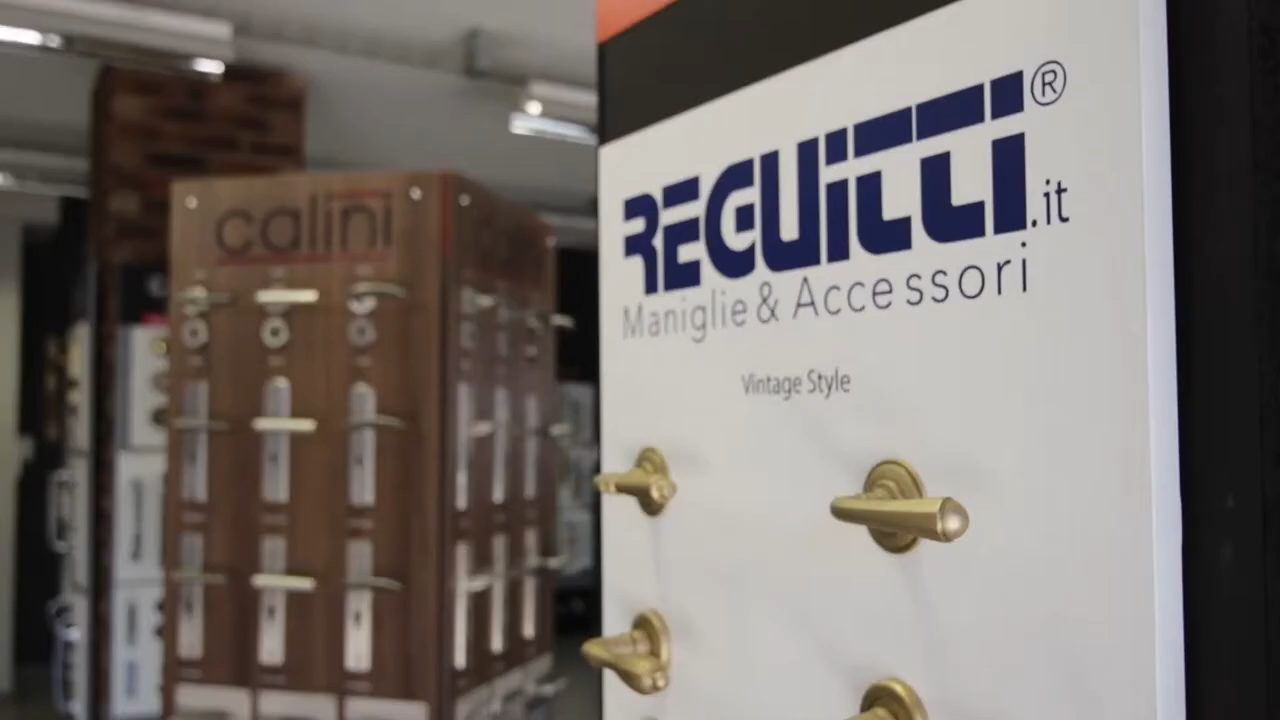 calini
REGUITTI®
.it
Maniglie & Accessori
Vintage Style